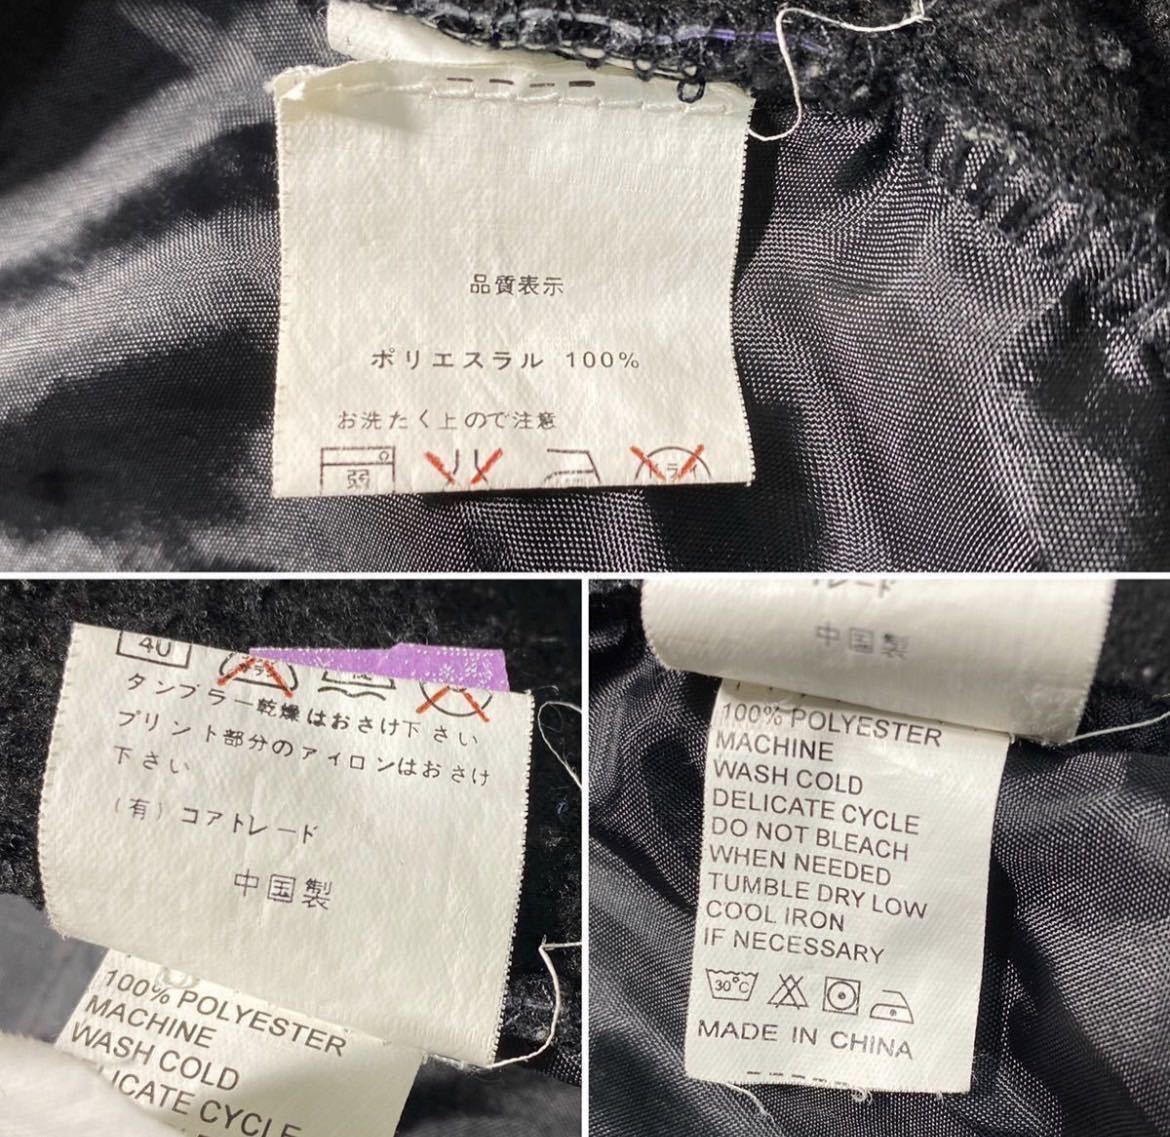 品質表示
ポリエスラル 100%
お洗たく上ので注意
弱
40
タンブラー乾燥はおさけ下さい
プリント部分のアイロンはおさけ
下さい
(有) コアトレード
中国製
100% POLYESTER
MACHINE
WASH COLD
CYCLE
レード
中国製
100% POLYESTER
MACHINE
WASH COLD
DELICATE CYCLE
DO NOT BLEACH
WHEN NEEDED
TUMBLE DRY LOW
COOL IRON
IF NECESSARY
30°C
MADE IN CHINA